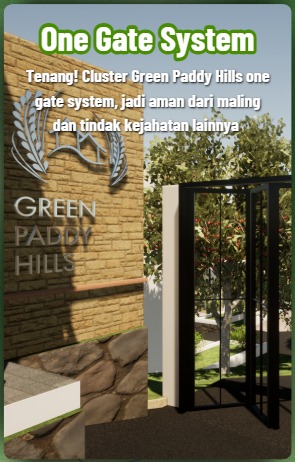 One Gate System
Tenang! Cluster Green Paddy Hills one
gate system, jadi aman dari maling
dan tindak kejahatan lainnya
GREEN
PADDY
HILLS